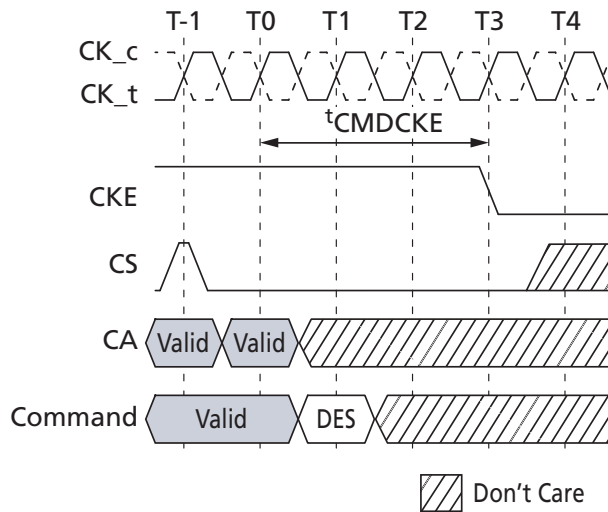 T-1 T0 T1 T2 T3 T4
CK_c
CK_t
tCMDCKE
CKE
CS
CA Valid Valid
Command Valid DES
Don't Care